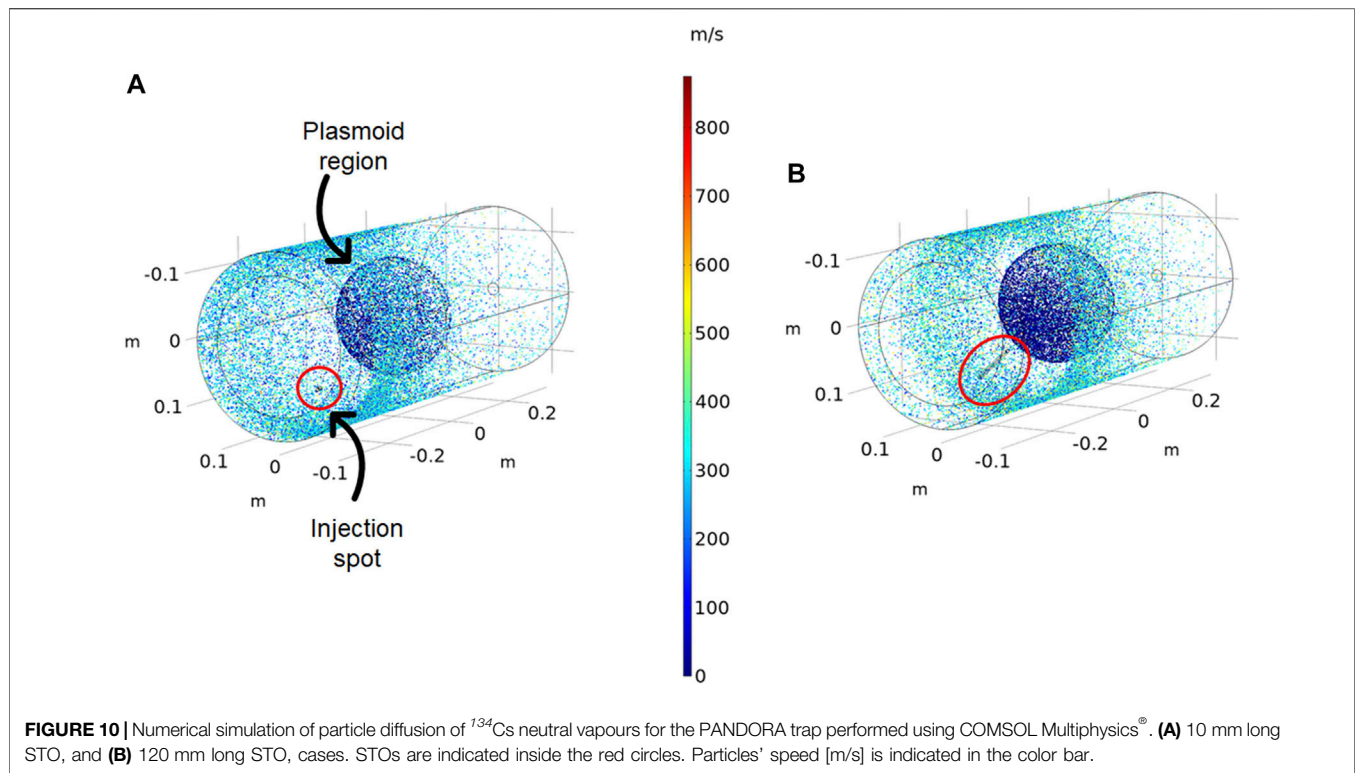 m/s
A
Plasmoid
region
-0.1
m 0
0.1
0.1
0
-0.1
m
-0.2
0
0.2
m
Injection
spot
800
700
600
500
400
300
200
100
0
B
-0.1
m 0
0.1
0.1
0
-0.1
m
-0.2
0
0.2
m
FIGURE 10 | Numerical simulation of particle diffusion of ¹³⁴Cs neutral vapours for the PANDORA trap performed using COMSOL Multiphysics®. (A) 10 mm long
STO, and (B) 120 mm long STO, cases. STOs are indicated inside the red circles. Particles' speed [m/s] is indicated in the color bar.